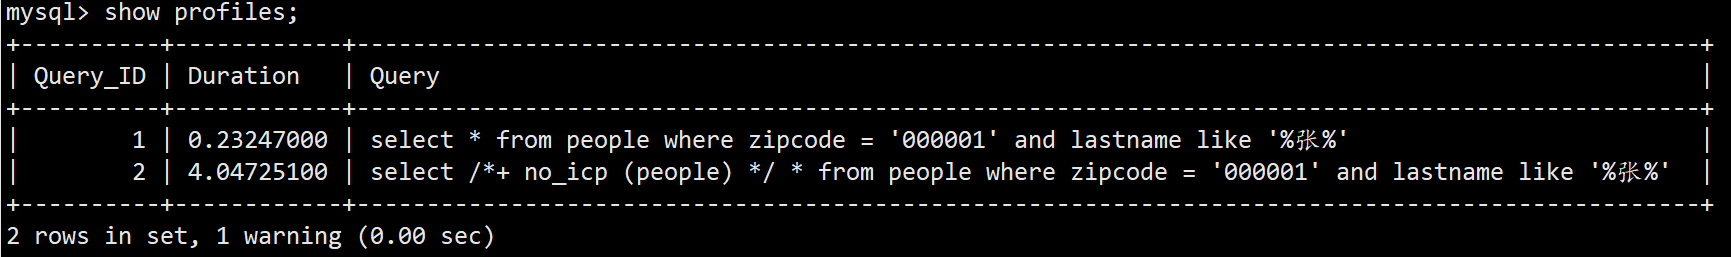 mysql> show profiles;
+----------+------------+---------------------------------------------------------------------------------------+
| Query_ID | Duration   | Query                                                                                 |
+----------+------------+---------------------------------------------------------------------------------------+
|        1 | 0.23247000 | select * from people where zipcode = '000001' and lastname like '%张%'                 |
|        2 | 4.04725100 | select /*+ no_icp (people) */ * from people where zipcode = '000001' and lastname like '%张%'  |
+----------+------------+---------------------------------------------------------------------------------------+
2 rows in set, 1 warning (0.00 sec)